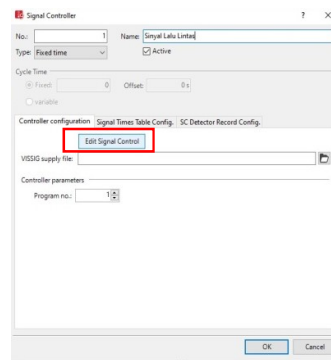 Signal Controller ? X
No.: 1 Name: Sinyal Lalu Lintas
Type: Fixed time Active
Cycle Time
Fixed: 0 Offset: 0 s
variable
Controller configuration Signal Times Table Config. SC Detector Record Config.
Edit Signal Control
VISSIG supply file:
Controller parameters
Program no.: 1
OK Cancel